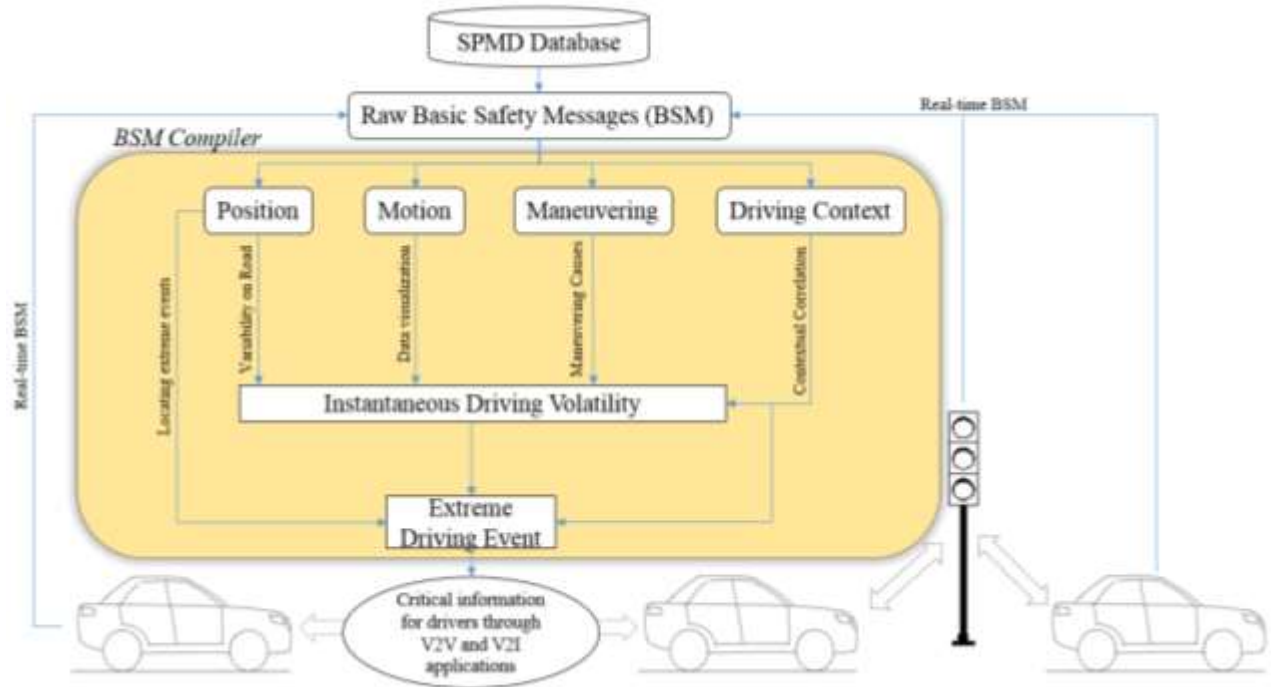 SPMD Database
Real-time BSM
Raw Basic Safety Messages (BSM)
BSM Compiler
Position
Motion
Maneuvering
Driving Context
Real-time BSM
Locating extreme events
Variability on Road
Data visualization
Maneuvering Causes
Contextual Correlation
Instantaneous Driving Volatility
Extreme
Driving Event
Critical information
for drivers through
V2V and V2I
applications